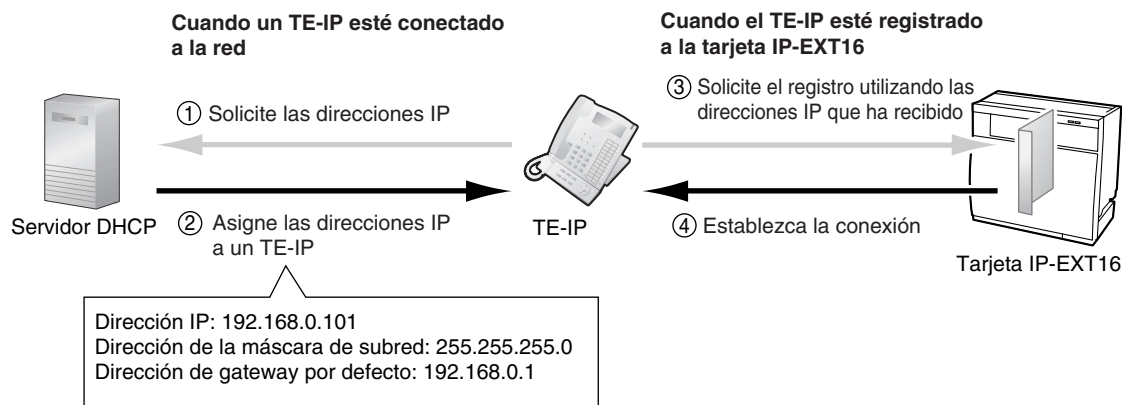 Cuando un TE-IP esté conectado
a la red
Cuando el TE-IP esté registrado
a la tarjeta IP-EXT16
① Solicite las direcciones IP
③ Solicite el registro utilizando las
direcciones IP que ha recibido
Servidor DHCP
② Asigne las direcciones IP
a un TE-IP
TE-IP
④ Establezca la conexión
Tarjeta IP-EXT16
Dirección IP: 192.168.0.101
Dirección de la máscara de subred: 255.255.255.0
Dirección de gateway por defecto: 192.168.0.1